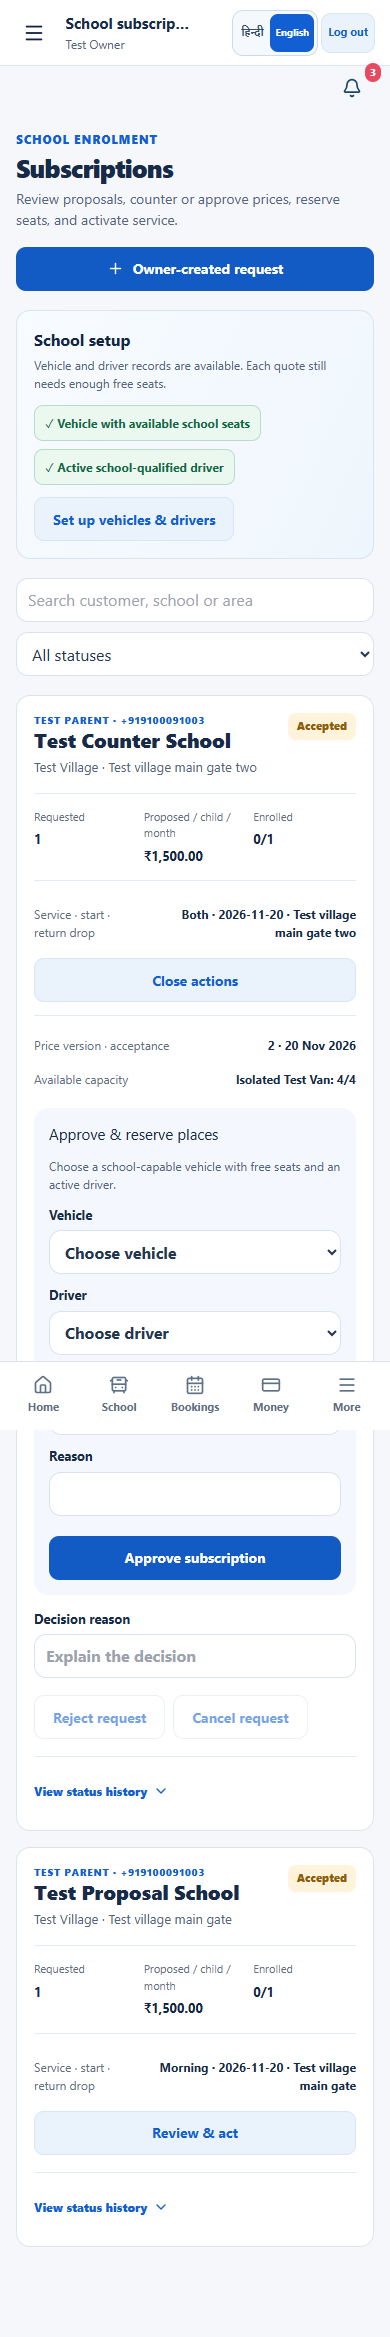 School subscrip...
Test Owner
हिन्दी
English
Log out
3
SCHOOL ENROLMENT
Subscriptions
Review proposals, counter or approve prices, reserve
seats, and activate service.
+ Owner-created request
School setup
Vehicle and driver records are available. Each quote still
needs enough free seats.
✓ Vehicle with available school seats
✓ Active school-qualified driver
Set up vehicles & drivers
Search customer, school or area
All statuses
TEST PARENT • +919100091003
Accepted
Test Counter School
Test Village · Test village main gate two
Requested
1
Proposed / child /
month
₹1,500.00
Enrolled
0/1
Service · start ·
return drop
Both · 2026-11-20 · Test village
main gate two
Close actions
Price version · acceptance
2 · 20 Nov 2026
Available capacity
Isolated Test Van: 4/4
Approve & reserve places
Choose a school-capable vehicle with free seats and an
active driver.
Vehicle
Choose vehicle
Driver
Choose driver
Home
School
Bookings
Money
More
Reason
Approve subscription
Decision reason
Explain the decision
Reject request
Cancel request
View status history
TEST PARENT • +919100091003
Accepted
Test Proposal School
Test Village · Test village main gate
Requested
1
Proposed / child /
month
₹1,500.00
Enrolled
0/1
Service · start ·
return drop
Morning · 2026-11-20 · Test village
main gate
Review & act
View status history